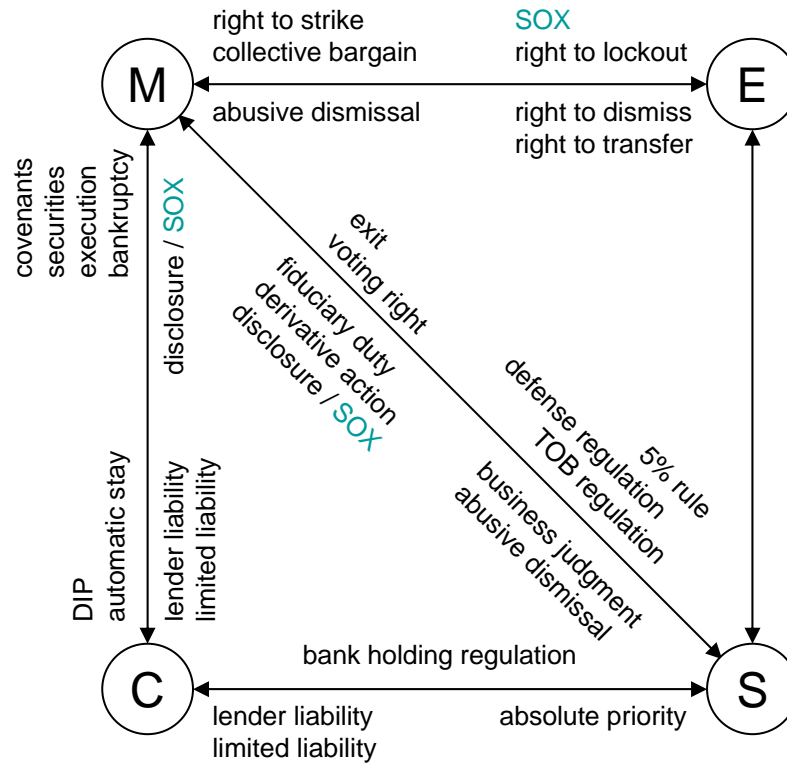 right to strike
collective bargain
SOX
right to lockout
M
E
abusive dismissal
right to dismiss
right to transfer
covenants
securities
execution
bankruptcy
disclosure / SOX
exit
voting right
fiduciary duty
derivative action
disclosure / SOX
5% rule
defense regulation
TOB regulation
business judgment
abusive dismissal
DIP
automatic stay
lender liability
limited liability
C
S
bank holding regulation
lender liability
limited liability
absolute priority